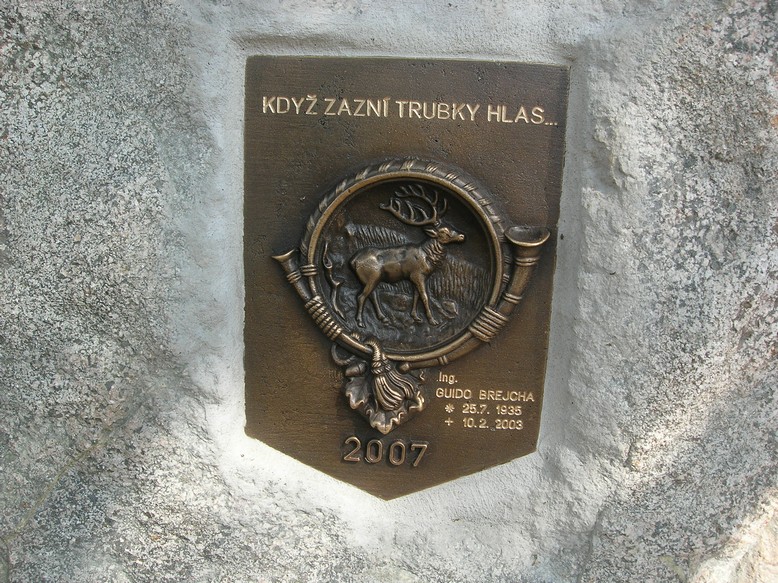 KDYŽ ZAZNÍ TRUBKY HLAS...
Ing.
GUIDO BREJCHA
* 25.7. 1935
+ 10.2. 2003
2007